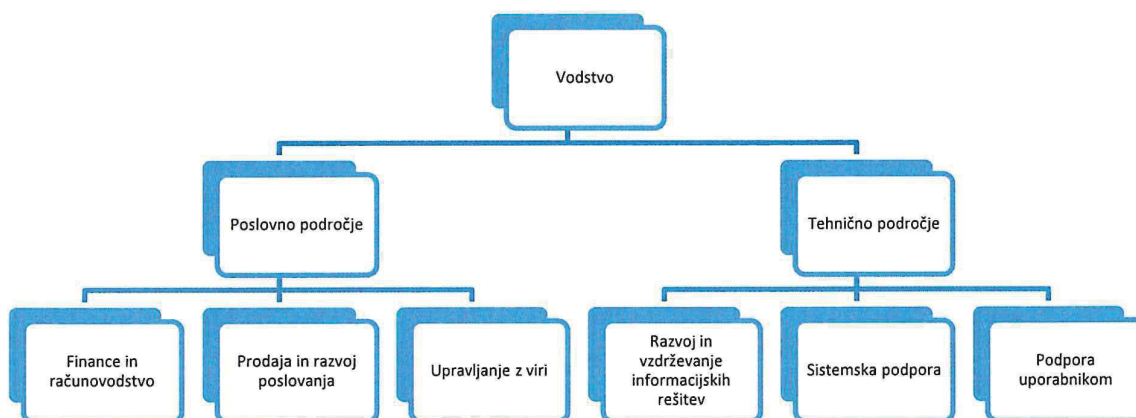 Vodstvo
Poslovno področje
Tehnično področje
Finance in
računovodstvo
Prodaja in razvoj
poslovanja
Upravljanje z viri
Razvoj in
vzdrževanje
informacijskih
rešitev
Sistemska podpora
Podpora
uporabnikom